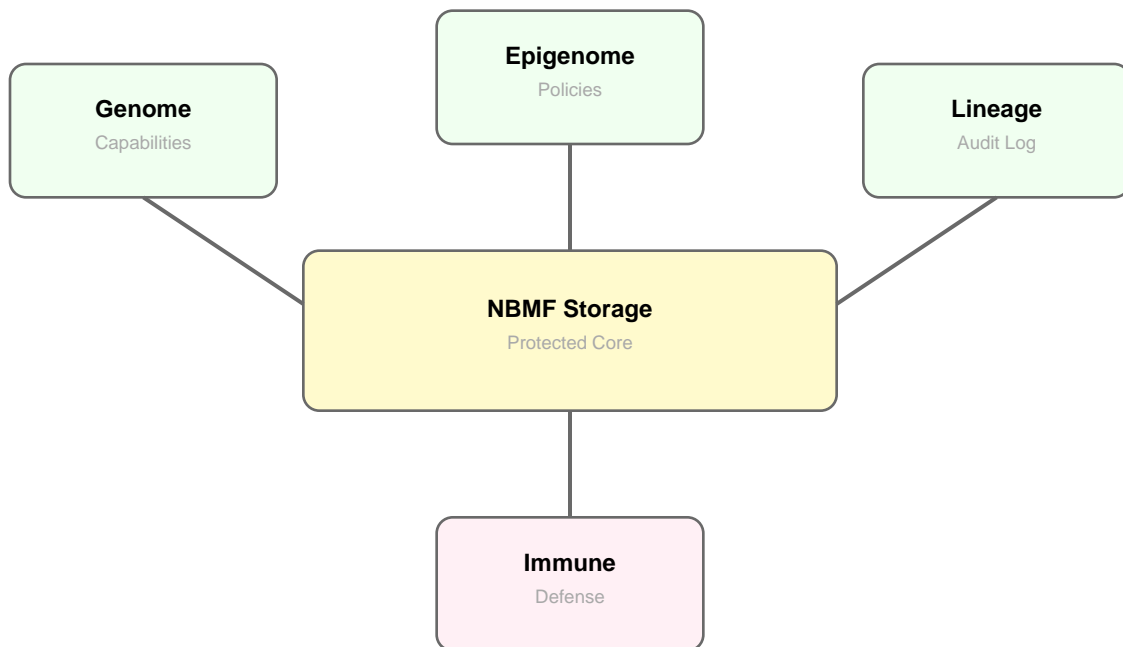 Epigenome
Policies
Genome
Capabilities
Lineage
Audit Log
NBMF Storage
Protected Core
Immune
Defense